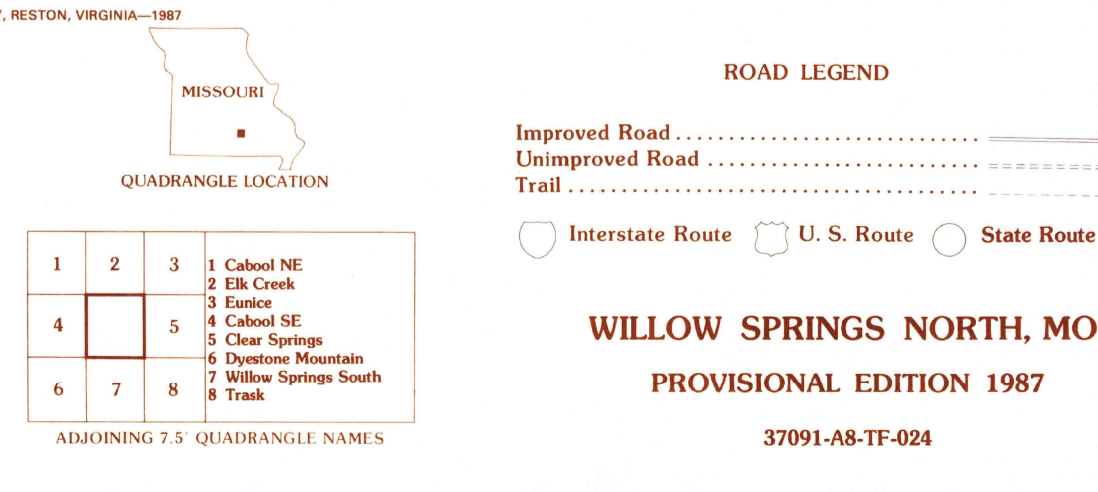 , RESTON, VIRGINIA—1987
MISSOURI
QUADRANGLE LOCATION
1 2 3
4 5
6 7 8
1 Cabool NE
2 Elk Creek
3 Eunice
4 Cabool SE
5 Clear Springs
6 Dyestone Mountain
7 Willow Springs South
8 Trask
ADJOINING 7.5' QUADRANGLE NAMES
ROAD LEGEND
Improved Road
Unimproved Road
Trail
Interstate Route U. S. Route State Route
WILLOW SPRINGS NORTH, MO
PROVISIONAL EDITION 1987
37091-A8-TF-024